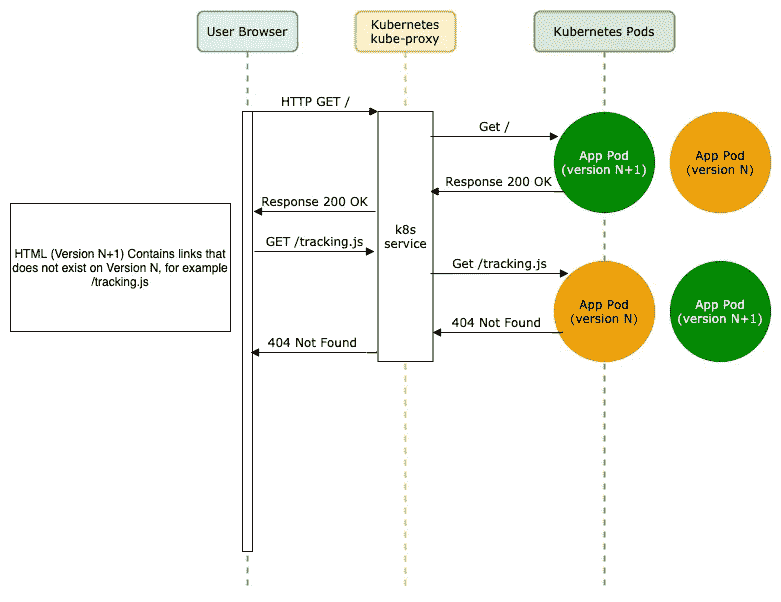 User Browser
Kubernetes
kube-proxy
Kubernetes Pods
HTTP GET /
Get /
App Pod
(version N+1)
App Pod
(version N)
Response 200 OK
Response 200 OK
k8s
service
HTML (Version N+1) Contains links that
does not exist on Version N, for example
/tracking.js
GET /tracking.js
Get /tracking.js
App Pod
(version N)
App Pod
(version N+1)
404 Not Found
404 Not Found